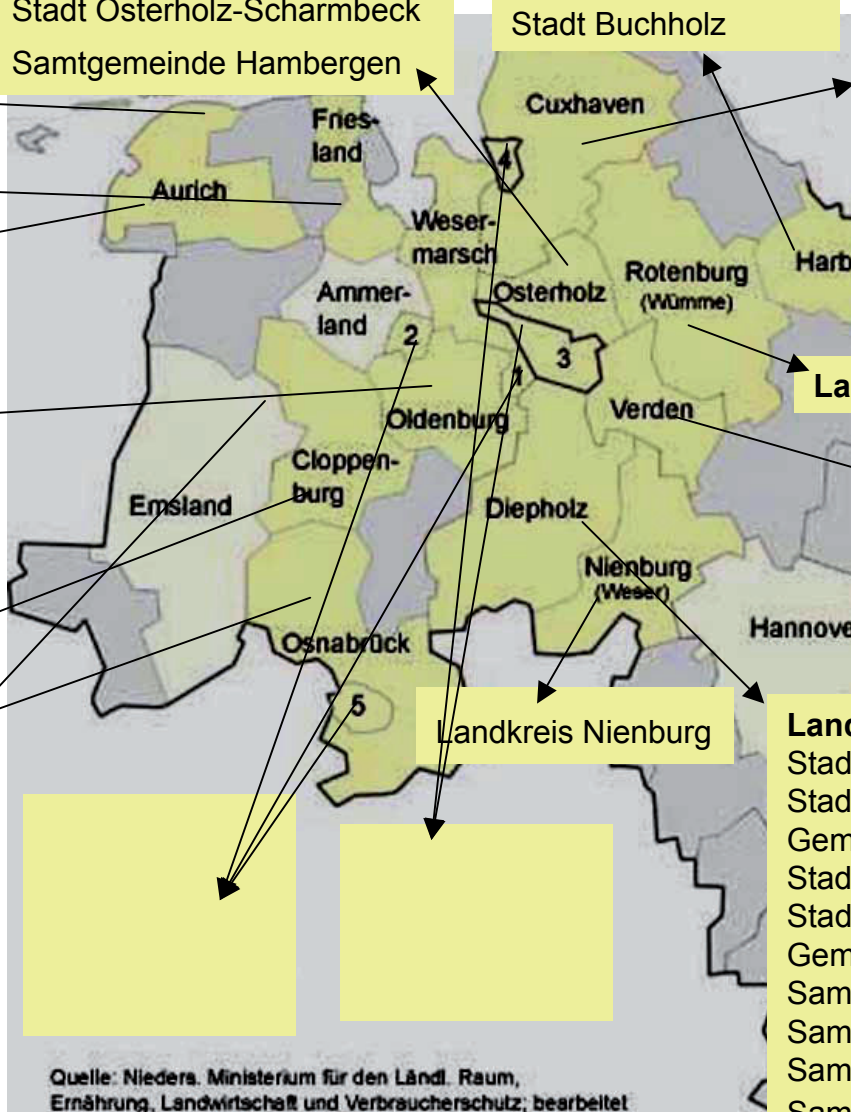 Stadt Osterholz-Scharmbeck
Samtgemeinde Hambergen
Stadt Buchholz
Cuxhaven
Fries-
land
4
Aurich
Weser-
marsch
Rotenburg
(Wümme)
Harb
Ammer-
land
Osterholz
2
3
1
La
Oldenburg
Verden
Cloppen-
burg
Emsland
Diepholz
Nienburg
(Weser)
Hannove
Osnabrück
5
Landkreis Nienburg
Land
Stad
Stad
Gem
Stad
Stad
Gem
Sam
Sam
Sam
Sam
Quelle: Nieders. Ministerium für den Ländl. Raum,
Ernährung, Landwirtschaft und Verbraucherschutz; bearbeitet